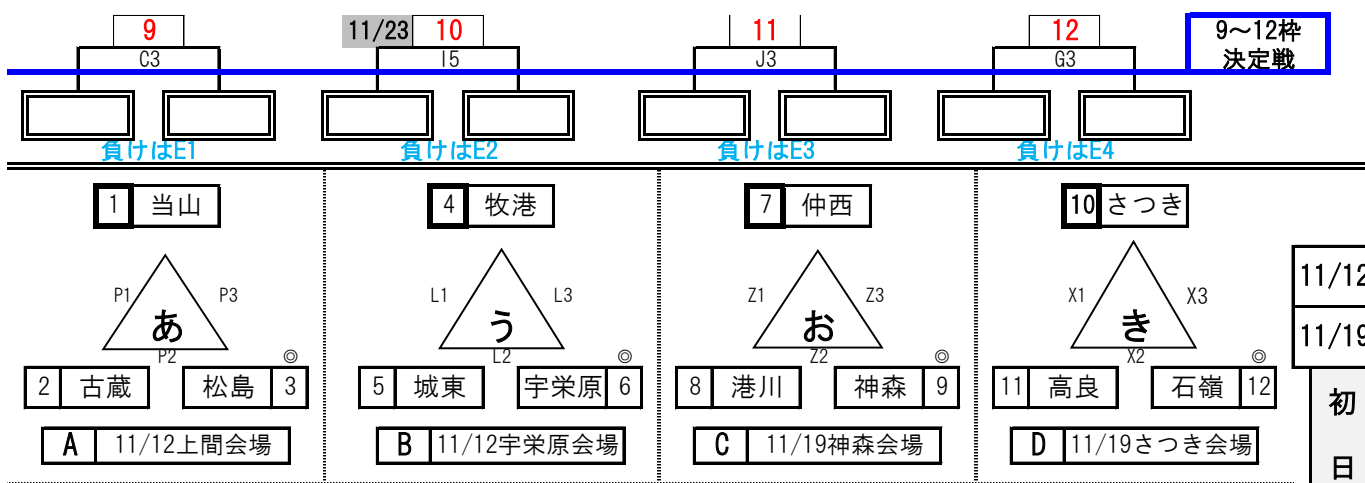 9 11/23 10 11 12 9～12枠
C3 I5 J3 G3 決定戦
負けはE1 負けはE2 負けはE3 負けはE4
1 当山 4 牧港 7 仲西 10 さつき
P1 P3 L1 L3 Z1 Z3 X1 X3 11/12
あ う お き 11/19
P2 ◎ L2 ◎ Z2 ◎ X2 ◎
2 古蔵 松島 3 5 城東 宇栄原 6 8 港川 神森 9 11 高良 石嶺 12 初
A 11/12上間会場 B 11/12宇栄原会場 C 11/19神森会場 D 11/19さつき会場
日